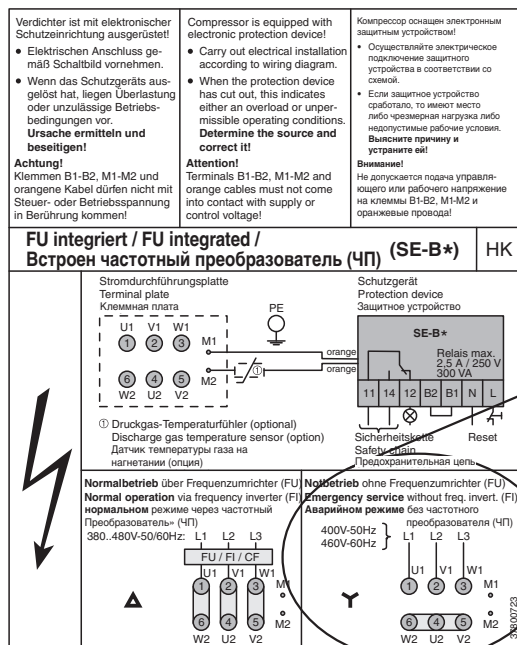 Verdichter ist mit elektronischer
Schutzeinrichtung ausgerüstet!
• Elektrischen Anschluss ge-
mäß Schaltbild vornehmen.
• Wenn das Schutzgeräts aus-
gelöst hat, liegen Überlastung
oder unzulässige Betriebs-
bedingungen vor.
Ursache ermitteln und
beseitigen!
Achtung!
Klemmen B1-B2, M1-M2 und
orangene Kabel dürfen nicht mit
Steuer- oder Betriebsspannung
in Berührung kommen!
Compressor is equipped with
electronic protection device!
• Carry out electrical installation
according to wiring diagram.
• When the protection device
has cut out, this indicates
either an overload or unper-
missible operating conditions.
Determine the source and
correct it!
Attention!
Terminals B1-B2, M1-M2 and
orange cables must not come
into contact with supply or
control voltage!
Компрессор оснащен электронным
защитным устройством!
• Осуществляйте электрическое
подключение защитного
устройства в соответствии со
схемой.
• Если защитное устройство
сработало, то имеют место
либо чрезмерная нагрузка либо
недопустимые рабочие условия.
Выясните причину и
устраните ей!
Внимание!
Не допускается подача управля-
ющего или рабочего напряжение
на клеммы B1-B2, M1-M2 и
оранжевые провода!
FU integriert / FU integrated /
Встроен частотный преобразователь (ЧП)
(SE-B*)
HK
Stromdurchführungsplatte
Terminal plate
Клеммная плата
U1 V1 W1
1 2 3
M1
6 4 5
M2
W2 U2 V2
PE
①
orange
orange
Schutzgerät
Protection device
Защитное устройство
SE-B*
Relais max.
2,5 A / 250 V
300 VA
11 14 12 B2 B1 N L
Sicherheitskette
Safety chain
Предохранительная цепь
Reset
① Druckgas-Temperaturfühler (optional)
Discharge gas temperature sensor (option)
Датчик температуры газа на
нагнетании (опция)
Normalbetrieb über Frequenzumrichter (FU)
Normal operation via frequency inverter (FI)
нормальном режиме через частотный
Преобразователь» (ЧП)
380..480V-50/60Hz:
L1 L2 L3
FU / FI / CF
U1 V1 W1
1 2 3
M1
6 4 5
M2
W2 U2 V2
Notbetrieb ohne Frequenzumrichter (FU)
Emergency service without freq. invert. (FI)
Аварийном режиме без частотного
преобразователя (ЧП)
400V-50Hz
460V-60Hz
L1 L2 L3
U1 V1 W1
1 2 3
M1
6 4 5
M2
W2 U2 V2
37800723